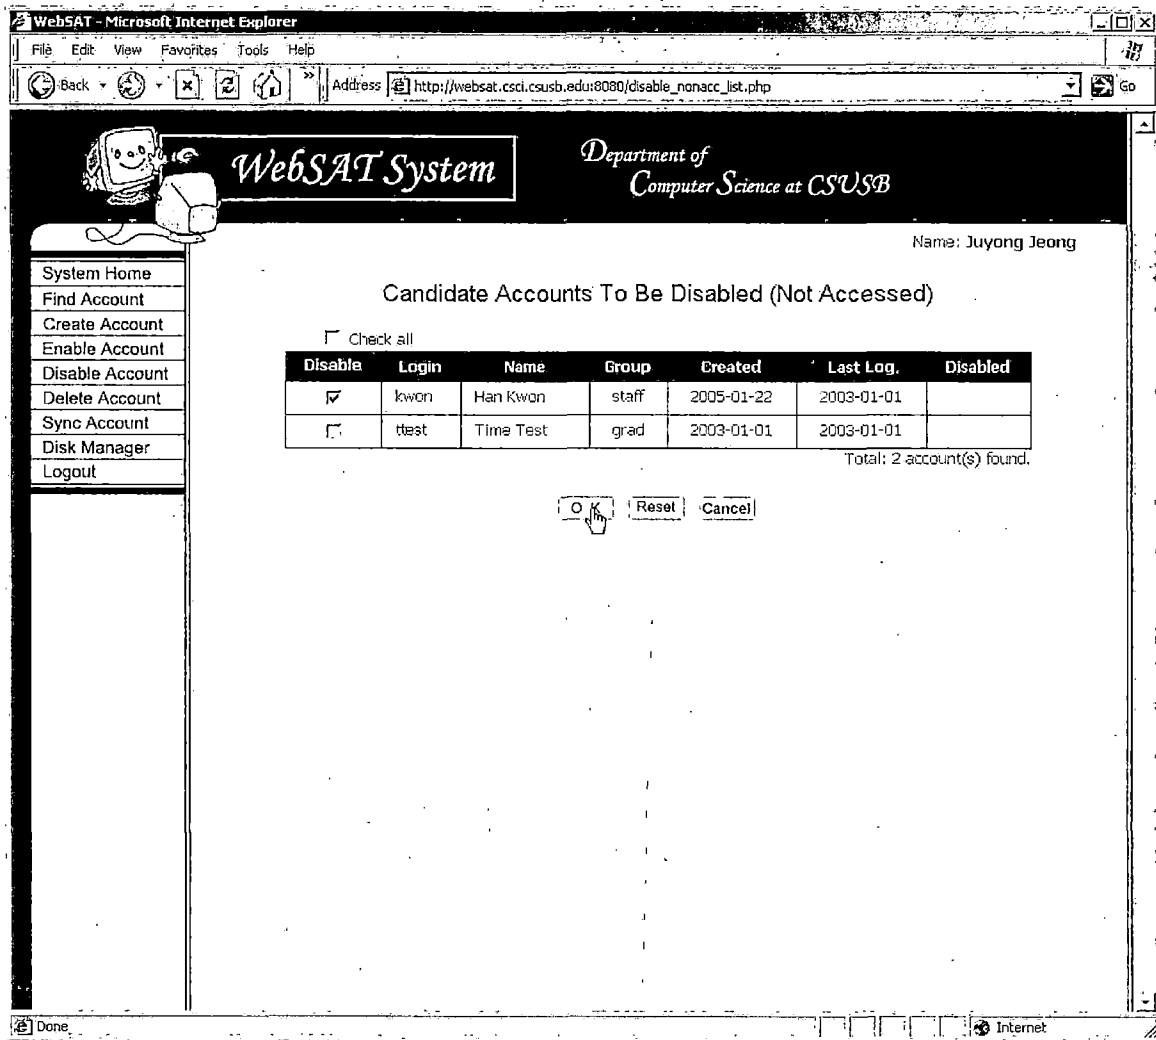 WebSAT - Microsoft Internet Explorer
File Edit View Favorites Tools Help
Back Address http://websat.csci.csusb.edu:8080/disable_nonacc_list.php Go
WebSAT System
Department of
Computer Science at CSUSB
Name: Juyong Jeong
System Home
Find Account
Create Account
Enable Account
Disable Account
Delete Account
Sync Account
Disk Manager
Logout
Candidate Accounts To Be Disabled (Not Accessed)
Check all
Disable Login Name Group Created Last Log. Disabled
kwon Han Kwon staff 2005-01-22 2003-01-01
ttest Time Test grad 2003-01-01 2003-01-01
Total: 2 account(s) found.
O K Reset Cancel
Done Internet